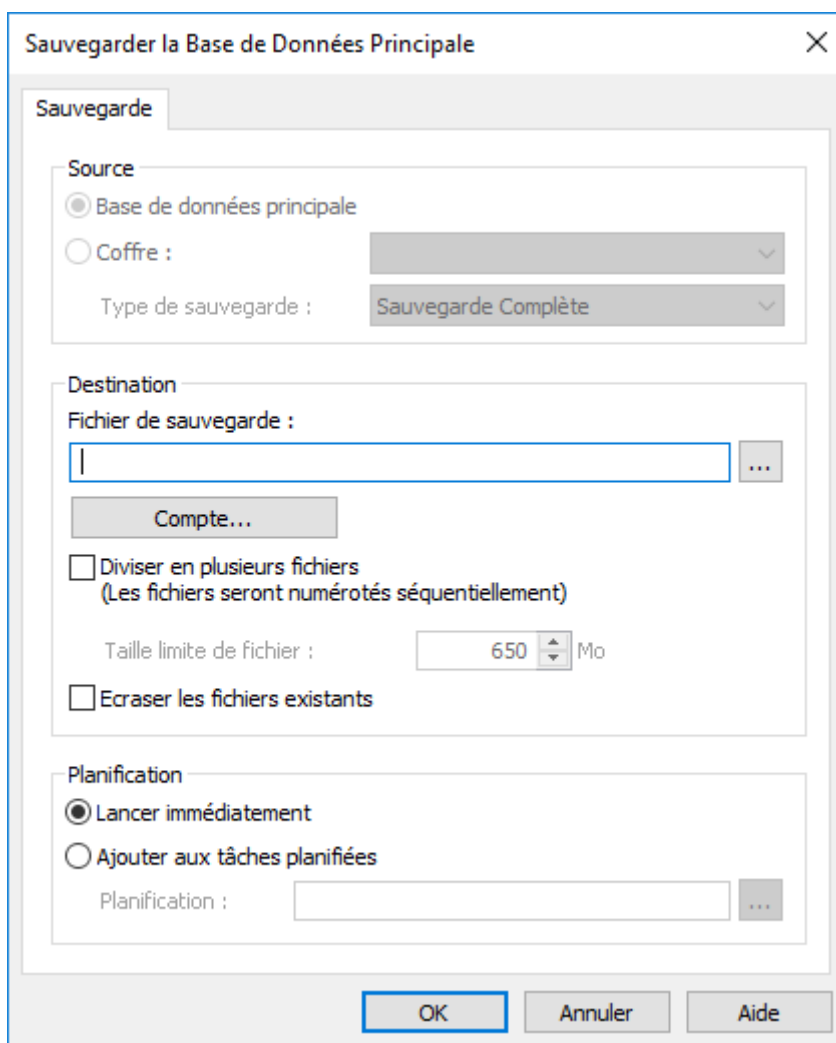 Sauvegarder la Base de Données Principale
Sauvegarde
Source
Base de données principale
Coffre :
Type de sauvegarde : Sauvegarde Complète
Destination
Fichier de sauvegarde :
...
Compte...
Diviser en plusieurs fichiers
(Les fichiers seront numérotés séquentiellement)
Taille limite de fichier : 650 Mo
Ecraser les fichiers existants
Planification
Lancer immédiatement
Ajouter aux tâches planifiées
Planification : ...
OK Annuler Aide